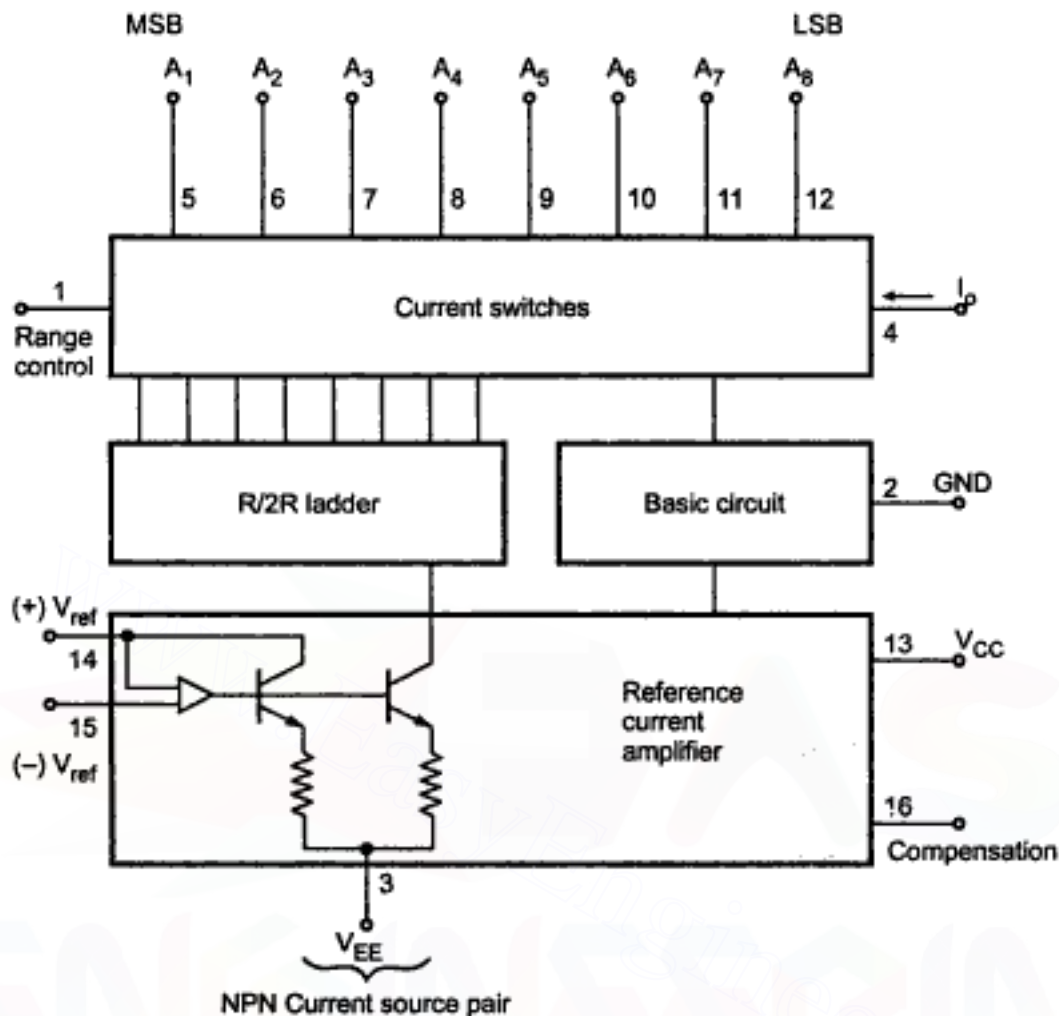 MSB LSB
A1 A2 A3 A4 A5 A6 A7 A8
5 6 7 8 9 10 11 12
1
Range
control
Current switches
Io
4
R/2R ladder
Basic circuit
2 GND
(+) Vref
14
15
(–) Vref
Reference
current
amplifier
13 VCC
16
Compensation
3
VEE
NPN Current source pair